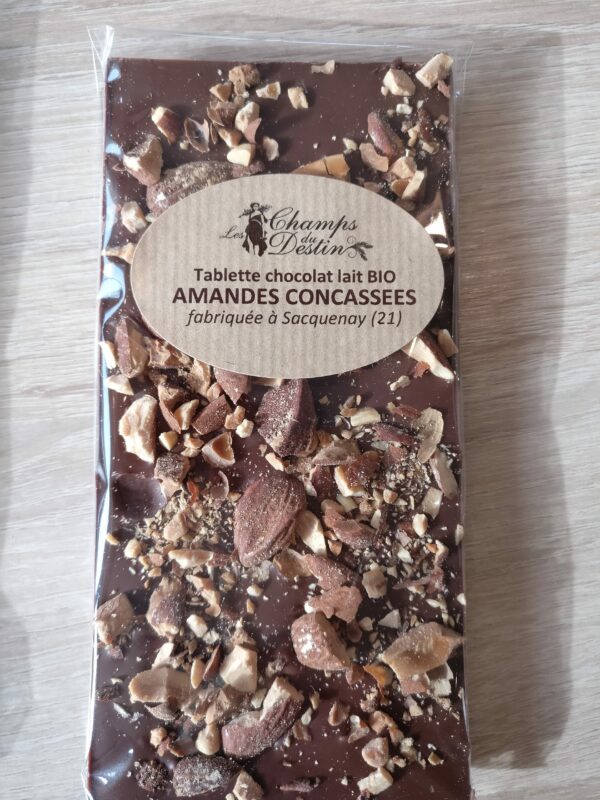 Les Champs
du
Destin
Tablette chocolat lait BIO
AMANDES CONCASSEES
fabriquée à Sacquenay (21)